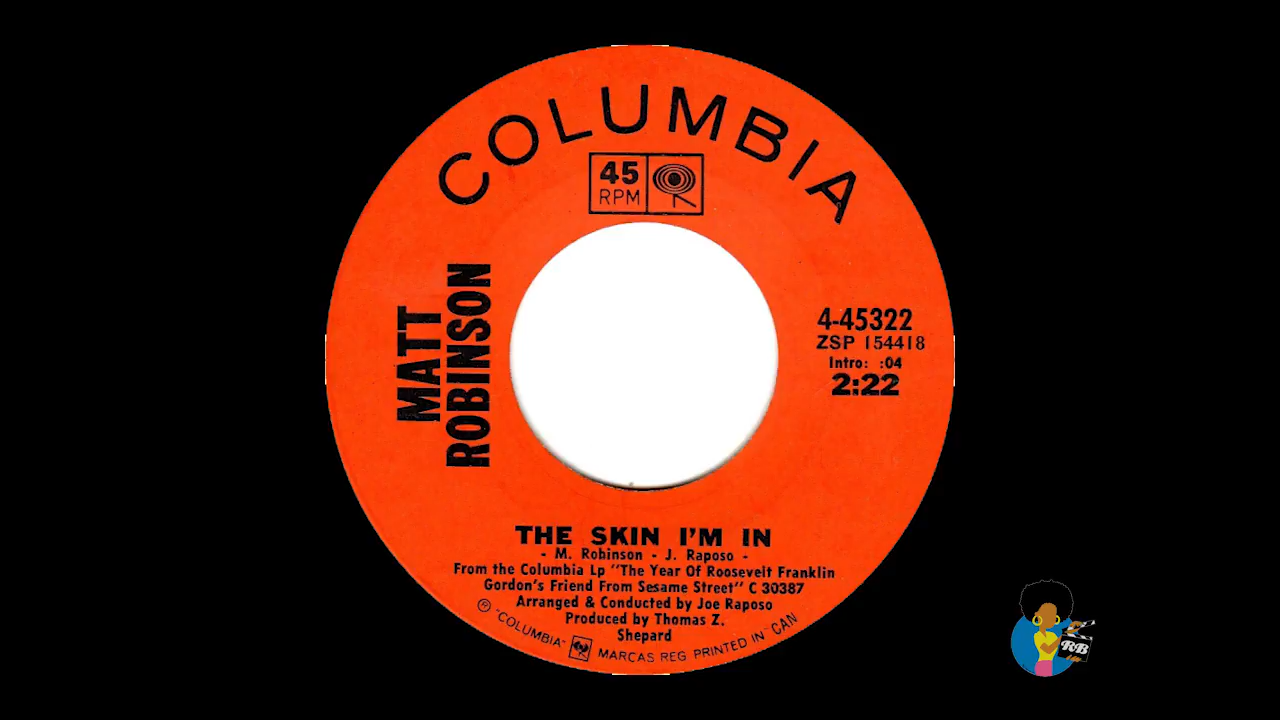 COLUMBIA
45
RPM
MATT
ROBINSON
4-45322
ZSP 154418
Intro: :04
2:22
THE SKIN I'M IN
- M. Robinson - J. Raposo -
From the Columbia Lp "The Year Of Roosevelt Franklin
Gordon's Friend From Sesame Street" C 30387
Arranged & Conducted by Joe Raposo
Produced by Thomas Z.
Shepard
℗ "COLUMBIA" MARCAS REG PRINTED IN CAN
RB